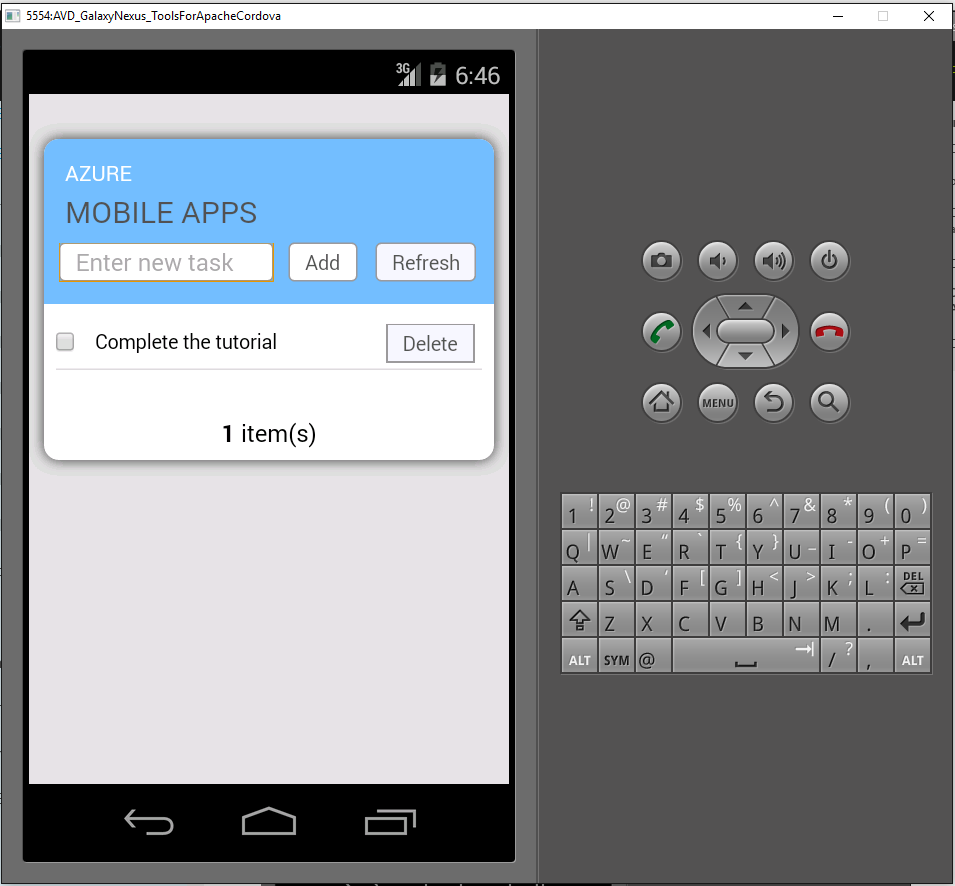 5554:AVD_GalaxyNexus_ToolsForApacheCordova
3G 6:46
AZURE
MOBILE APPS
Enter new task Add Refresh
Complete the tutorial Delete
1 item(s)
MENU
1 ! 2 @ 3 # 4 $ 5 % 6 ^ 7 & 8 * 9 ( 0 )
Q | W ~ E “ R ` T { Y } U _ I - O + P =
A S \ D ‘ F [ G ] H < J > K ; L : DEL
Z X C V B N M .
ALT SYM @ / ? , ALT